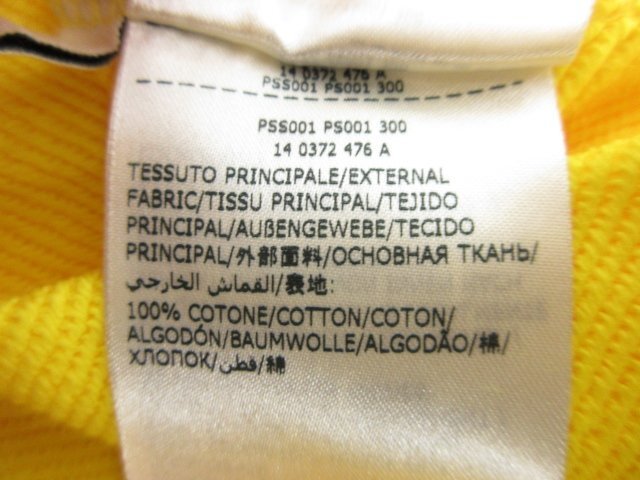 14 0372 476 A
PSS001 PS001 300
PSS001 PS001 300
14 0372 476 A
TESSUTO PRINCIPALE/EXTERNAL
FABRIC/TISSU PRINCIPAL/TEJIDO
PRINCIPAL/AUßENGEWEBE/TECIDO
PRINCIPAL/外部面料/ОСНОВНАЯ ТКАНЬ/
القماش الخارجي/表地:
100% COTONE/COTTON/COTON/
ALGODÓN/BAUMWOLLE/ALGODÃO/棉/
ХЛОПОК/قطن/綿